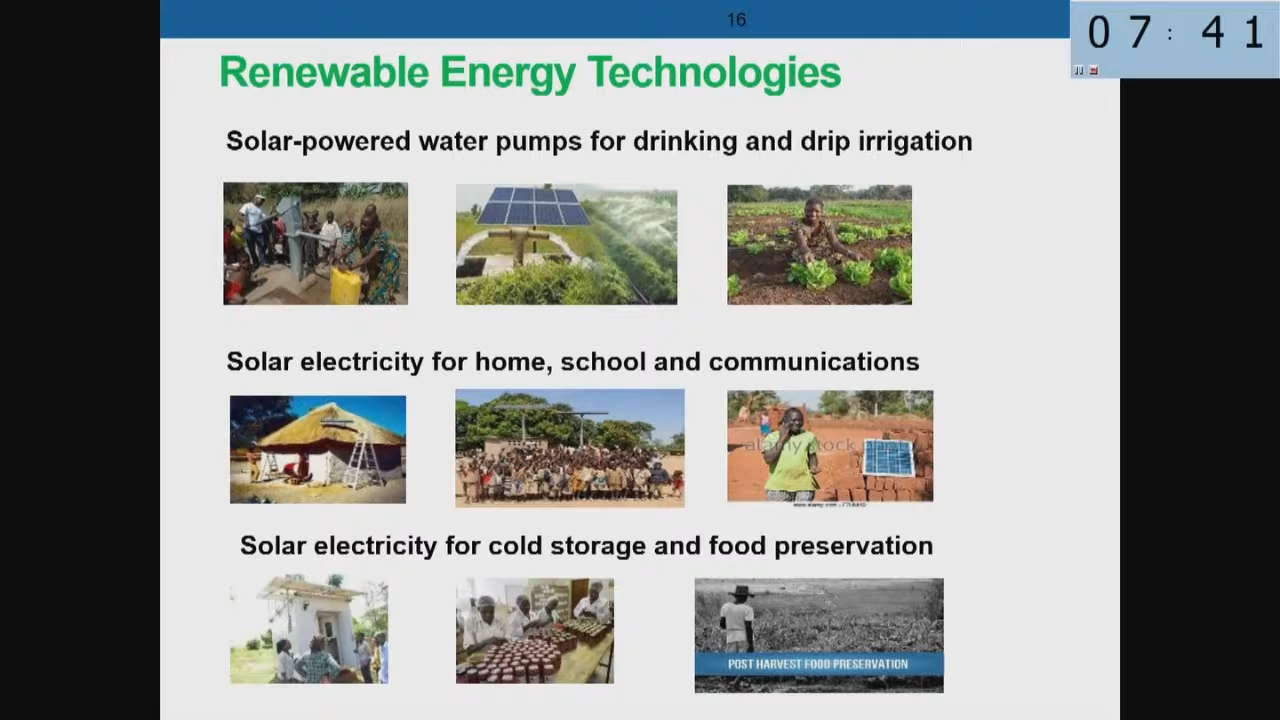 16
07:41
Renewable Energy Technologies
Solar-powered water pumps for drinking and drip irrigation
Solar electricity for home, school and communications
alamy stock
Solar electricity for cold storage and food preservation
POST HARVEST FOOD PRESERVATION